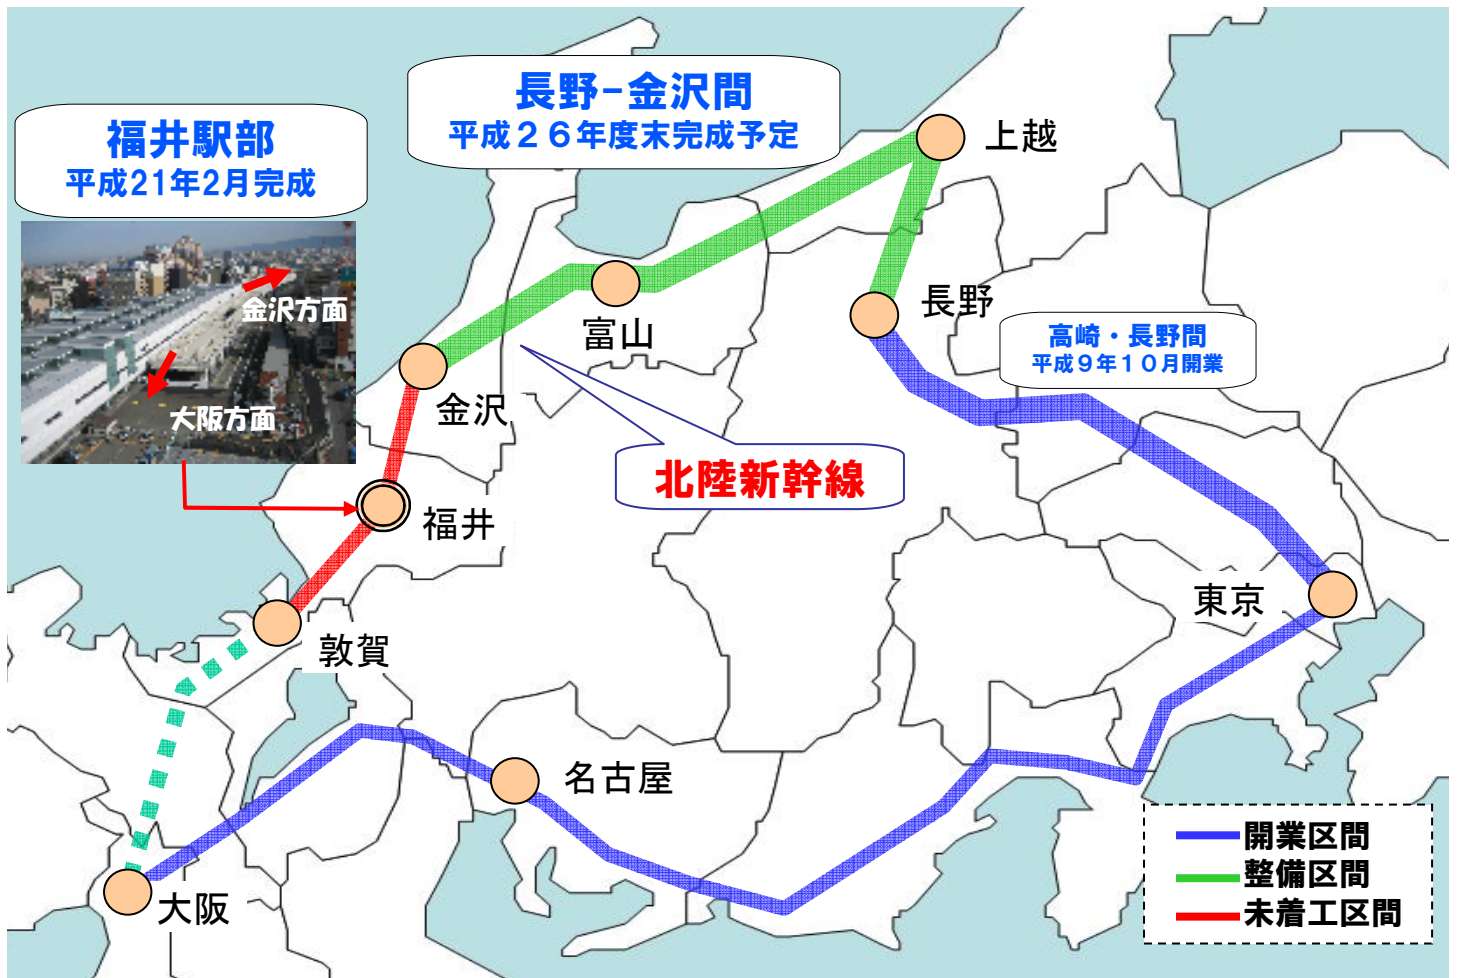 長野-金沢間
平成２６年度末完成予定
福井駅部
平成21年2月完成
金沢方面
大阪方面
上越
長野
富山
高崎・長野間
平成９年１０月開業
金沢
北陸新幹線
福井
東京
敦賀
名古屋
大阪
開業区間
整備区間
未着工区間